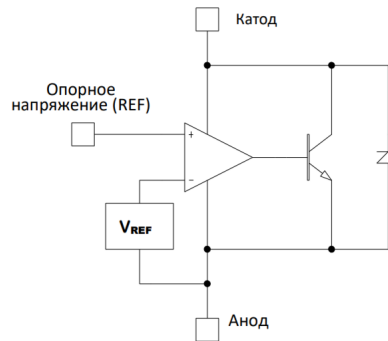 Катод
Опорное
напряжение (REF)
+
−
VREF
Анод